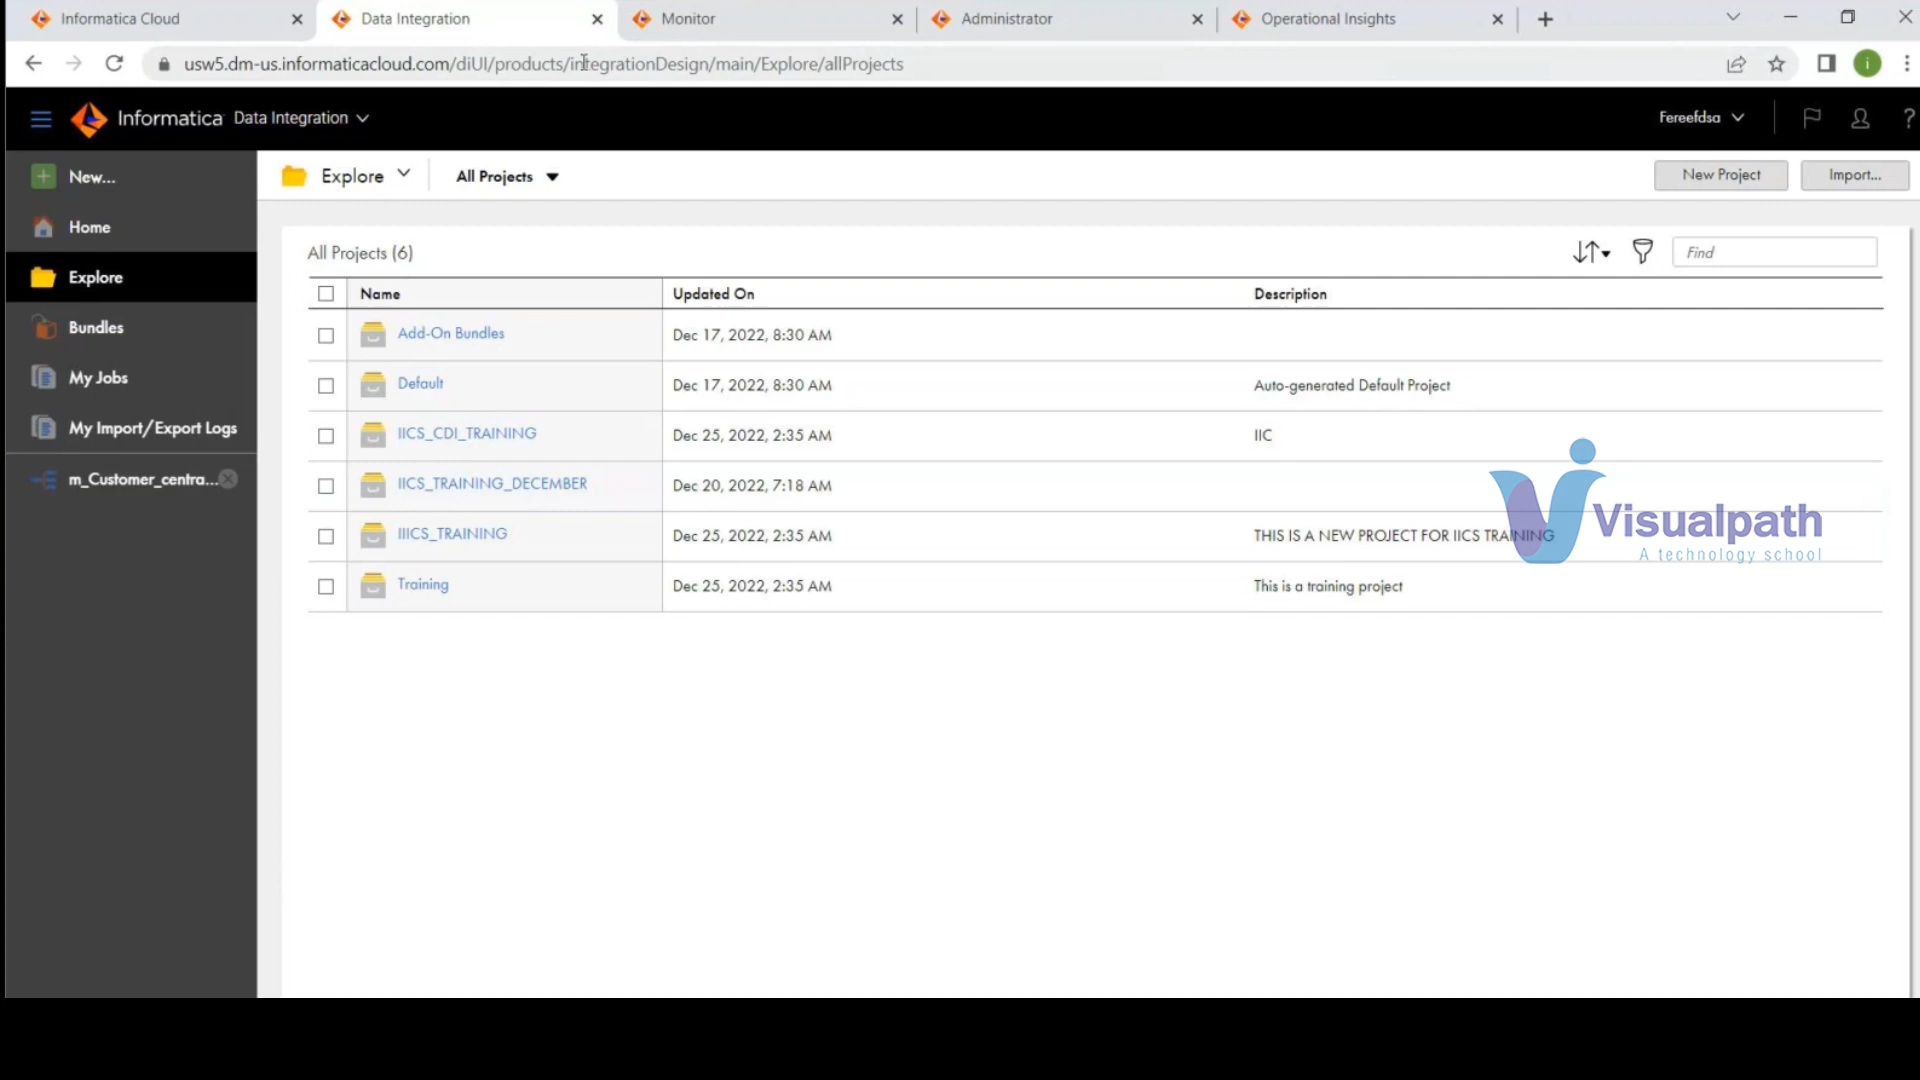 Informatica Cloud
Data Integration
Monitor
Administrator
Operational Insights
usw5.dm-us.informaticacloud.com/diUI/products/integrationDesign/main/Explore/allProjects
i
Informatica Data Integration
Fereefdsa
?
New...
Home
Explore
Bundles
My Jobs
My Import/Export Logs
m_Customer_centra...
Explore
All Projects
New Project
Import...
All Projects (6)
Find
Name Updated On Description
Add-On Bundles Dec 17, 2022, 8:30 AM
Default Dec 17, 2022, 8:30 AM Auto-generated Default Project
IICS_CDI_TRAINING Dec 25, 2022, 2:35 AM IIC
IICS_TRAINING_DECEMBER Dec 20, 2022, 7:18 AM
IIICS_TRAINING Dec 25, 2022, 2:35 AM THIS IS A NEW PROJECT FOR IICS TRAINING
Training Dec 25, 2022, 2:35 AM This is a training project
Visualpath
A technology school